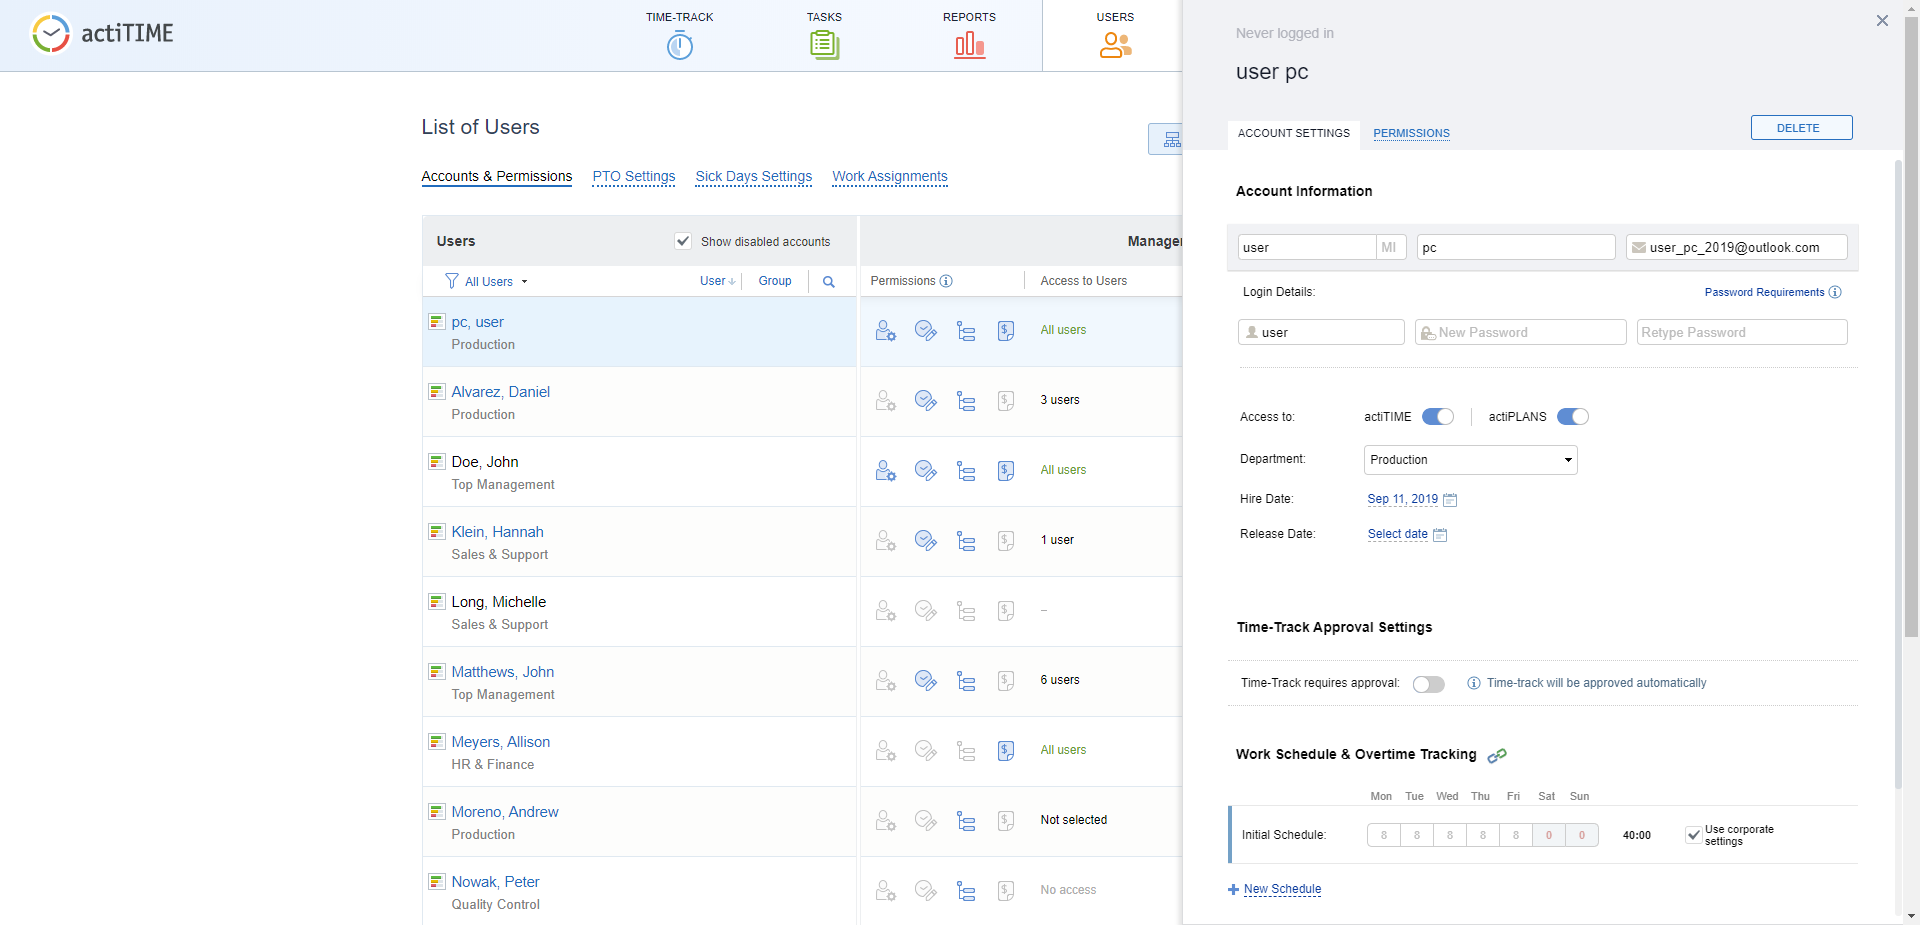 actiTIME
TIME-TRACK
TASKS
REPORTS
USERS
List of Users
Accounts & Permissions PTO Settings Sick Days Settings Work Assignments
Users Show disabled accounts
All Users User Group
Manager
Permissions Access to Users
pc, user
Production
All users
Alvarez, Daniel
Production
3 users
Doe, John
Top Management
All users
Klein, Hannah
Sales & Support
1 user
Long, Michelle
Sales & Support
–
Matthews, John
Top Management
6 users
Meyers, Allison
HR & Finance
All users
Moreno, Andrew
Production
Not selected
Nowak, Peter
Quality Control
No access
Never logged in
user pc
ACCOUNT SETTINGS PERMISSIONS DELETE
Account Information
user MI pc user_pc_2019@outlook.com
Login Details: Password Requirements
user New Password Retype Password
Access to: actiTIME actiPLANS
Department: Production
Hire Date: Sep 11, 2019
Release Date: Select date
Time-Track Approval Settings
Time-Track requires approval: Time-track will be approved automatically
Work Schedule & Overtime Tracking
Mon Tue Wed Thu Fri Sat Sun
Initial Schedule: 8 8 8 8 8 0 0 40:00 Use corporate
settings
New Schedule